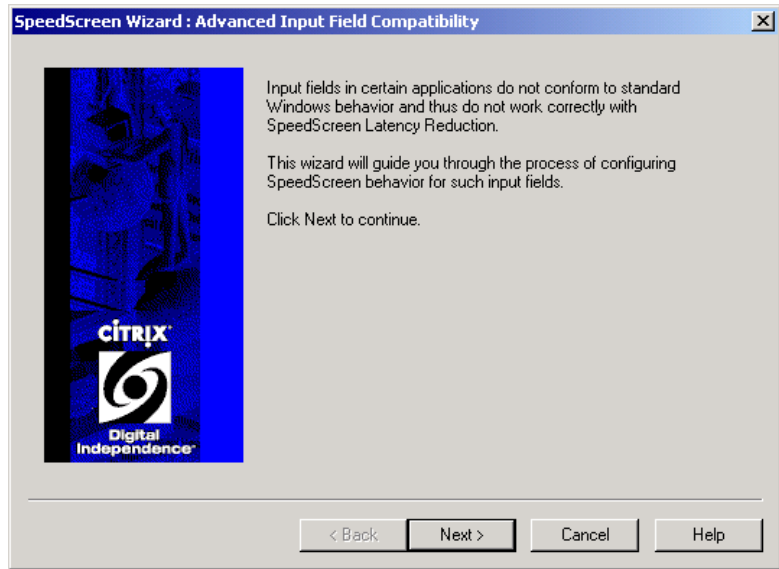 SpeedScreen Wizard : Advanced Input Field Compatibility
Input fields in certain applications do not conform to standard
Windows behavior and thus do not work correctly with
SpeedScreen Latency Reduction.
This wizard will guide you through the process of configuring
SpeedScreen behavior for such input fields.
Click Next to continue.
CİTRIX
Digital
Independence
< Back
Next >
Cancel
Help